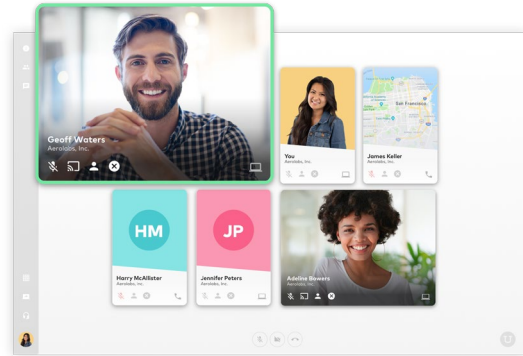 Geoff Waters
Aerolabs, Inc.
You
Aerolabs, Inc.
San Francisco
James Keller
Aerolabs, Inc.
HM
Harry McAllister
Aerolabs, Inc.
JP
Jennifer Peters
Aerolabs, Inc.
Adeline Bowers
Aerolabs, Inc.